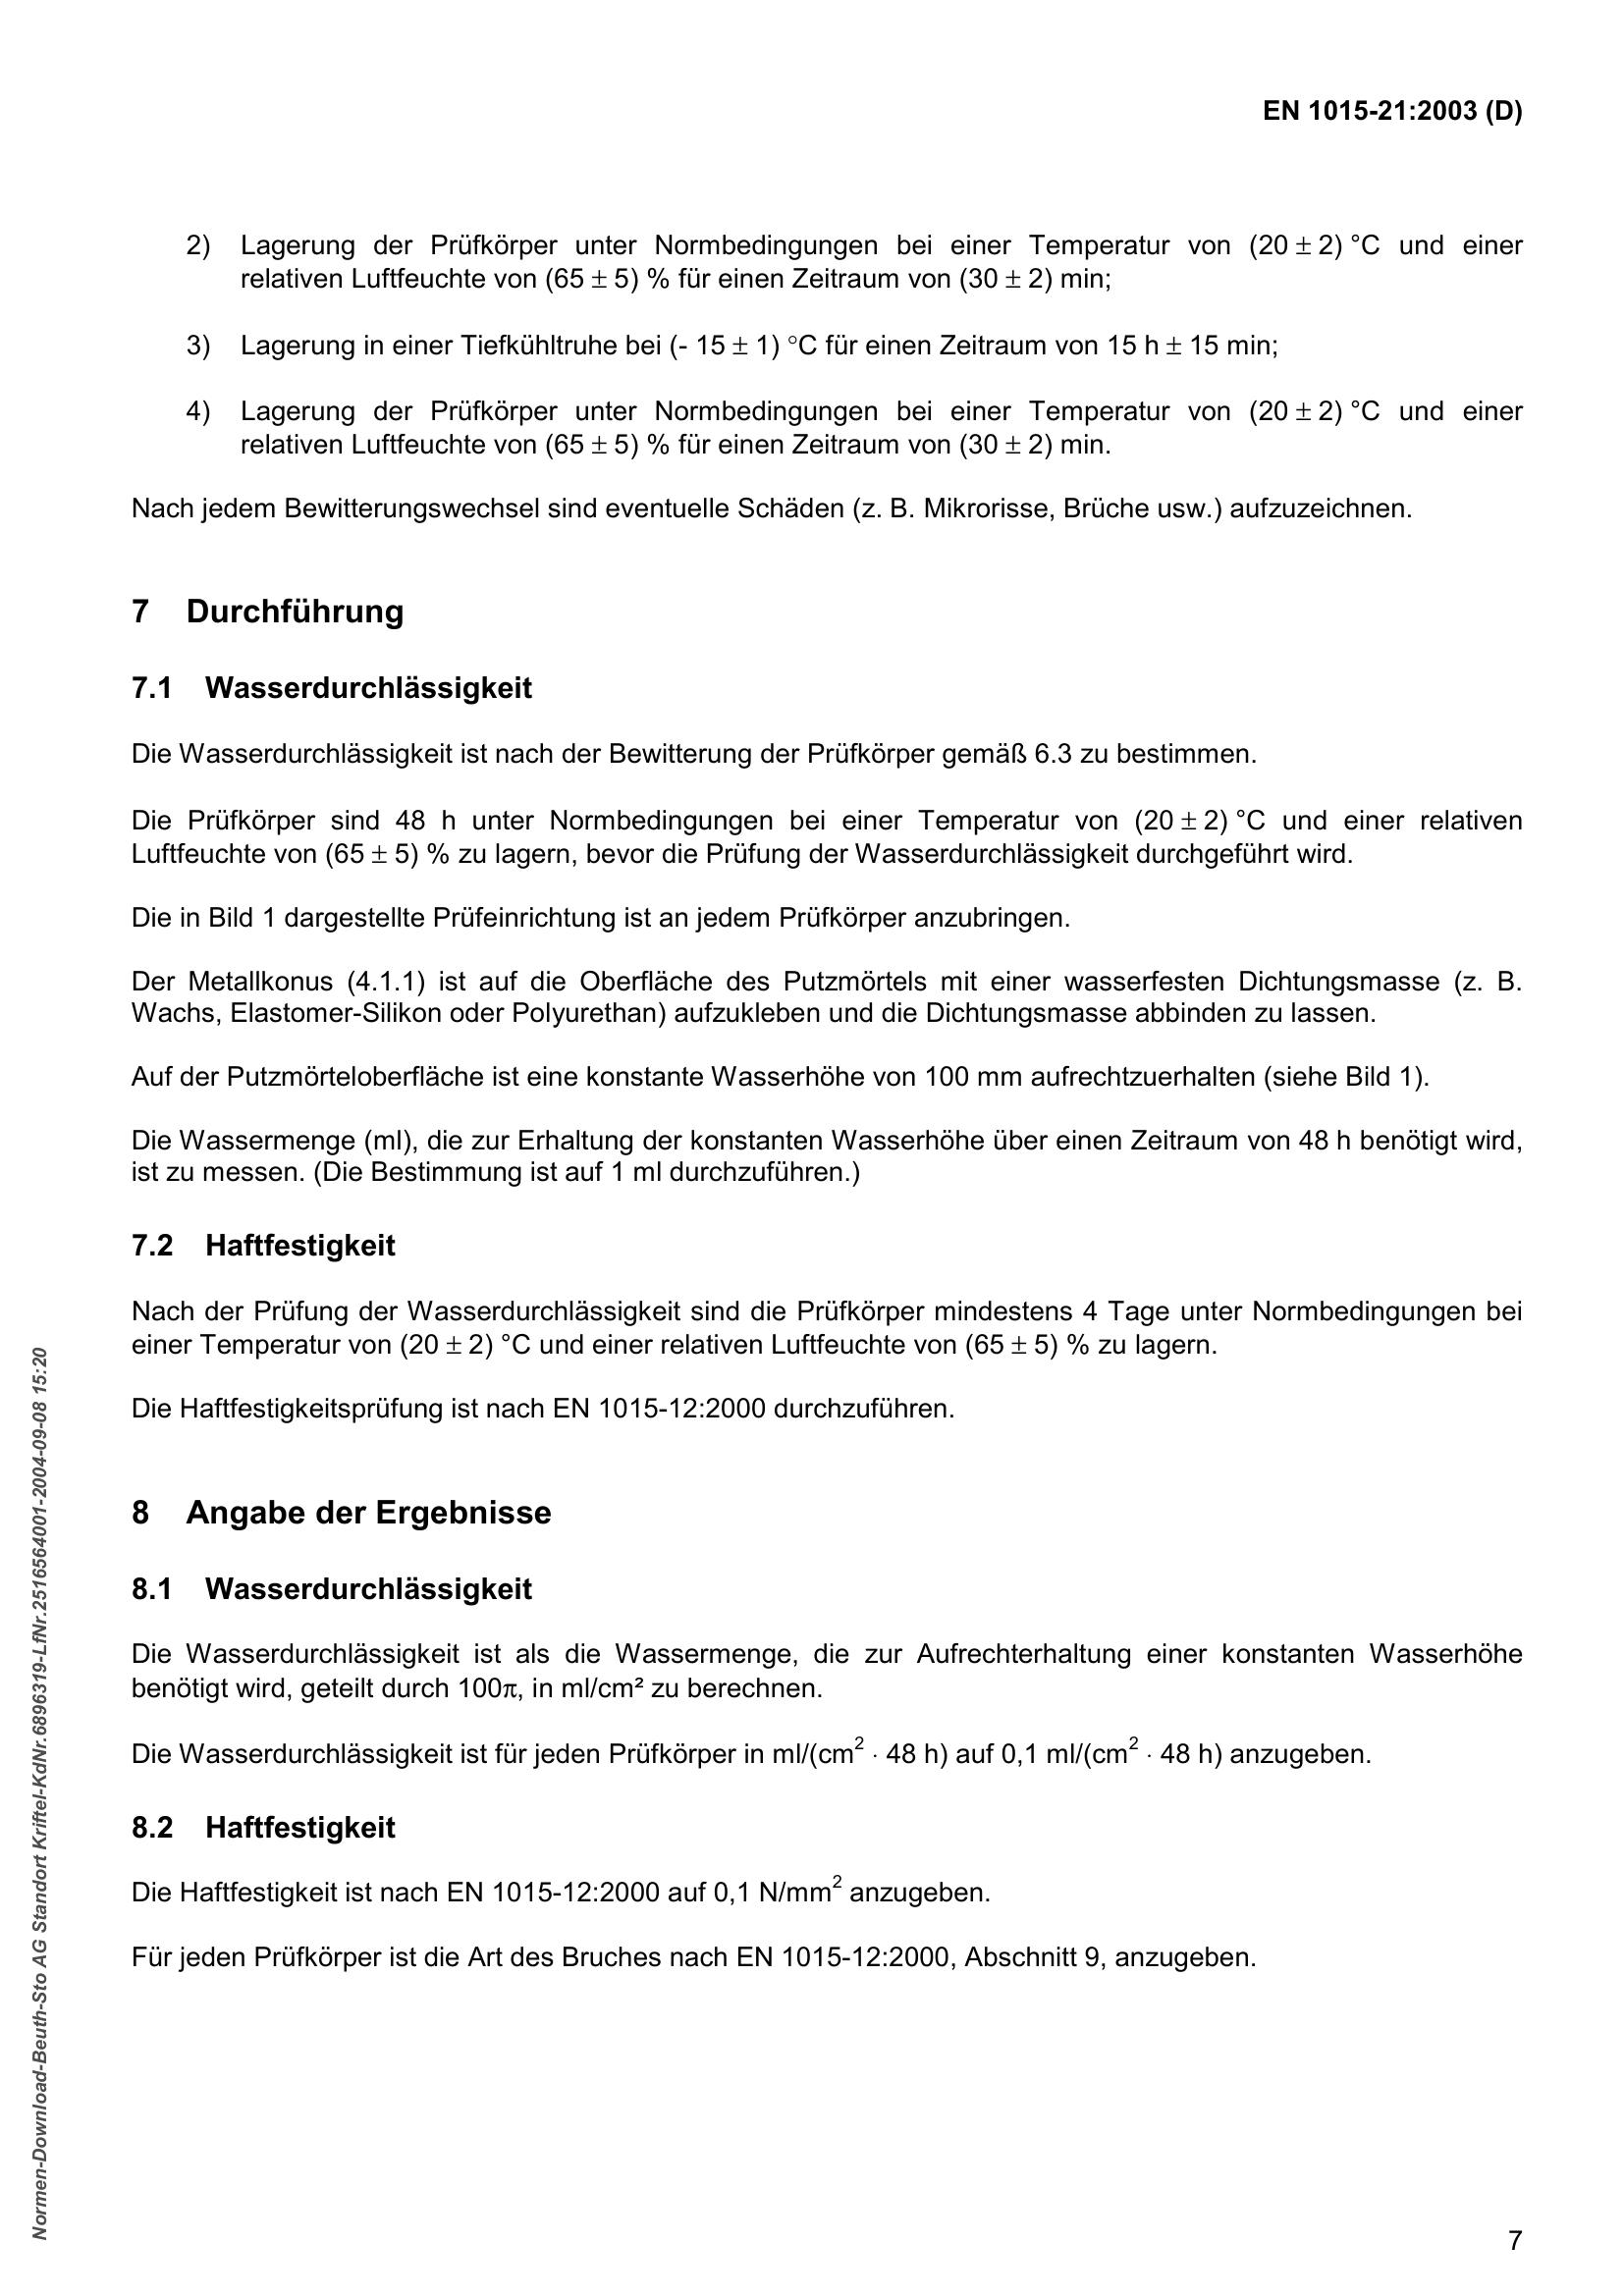 EN 1015-21:2003 (D)
2) Lagerung der Prüfkörper unter Normbedingungen bei einer Temperatur von (20 ± 2) °C und einer
relativen Luftfeuchte von (65 ± 5) % für einen Zeitraum von (30 ± 2) min;
3) Lagerung in einer Tiefkühltruhe bei (- 15 ± 1) °C für einen Zeitraum von 15 h ± 15 min;
4) Lagerung der Prüfkörper unter Normbedingungen bei einer Temperatur von (20 ± 2) °C und einer
relativen Luftfeuchte von (65 ± 5) % für einen Zeitraum von (30 ± 2) min.
Nach jedem Bewitterungswechsel sind eventuelle Schäden (z. B. Mikrorisse, Brüche usw.) aufzuzeichnen.
7 Durchführung
7.1 Wasserdurchlässigkeit
Die Wasserdurchlässigkeit ist nach der Bewitterung der Prüfkörper gemäß 6.3 zu bestimmen.
Die Prüfkörper sind 48 h unter Normbedingungen bei einer Temperatur von (20 ± 2) °C und einer relativen
Luftfeuchte von (65 ± 5) % zu lagern, bevor die Prüfung der Wasserdurchlässigkeit durchgeführt wird.
Die in Bild 1 dargestellte Prüfeinrichtung ist an jedem Prüfkörper anzubringen.
Der Metallkonus (4.1.1) ist auf die Oberfläche des Putzmörtels mit einer wasserfesten Dichtungsmasse (z. B.
Wachs, Elastomer-Silikon oder Polyurethan) aufzukleben und die Dichtungsmasse abbinden zu lassen.
Auf der Putzmörteloberfläche ist eine konstante Wasserhöhe von 100 mm aufrechtzuerhalten (siehe Bild 1).
Die Wassermenge (ml), die zur Erhaltung der konstanten Wasserhöhe über einen Zeitraum von 48 h benötigt wird,
ist zu messen. (Die Bestimmung ist auf 1 ml durchzuführen.)
7.2 Haftfestigkeit
Nach der Prüfung der Wasserdurchlässigkeit sind die Prüfkörper mindestens 4 Tage unter Normbedingungen bei
einer Temperatur von (20 ± 2) °C und einer relativen Luftfeuchte von (65 ± 5) % zu lagern.
Die Haftfestigkeitsprüfung ist nach EN 1015-12:2000 durchzuführen.
8 Angabe der Ergebnisse
8.1 Wasserdurchlässigkeit
Die Wasserdurchlässigkeit ist als die Wassermenge, die zur Aufrechterhaltung einer konstanten Wasserhöhe
benötigt wird, geteilt durch 100π, in ml/cm² zu berechnen.
Die Wasserdurchlässigkeit ist für jeden Prüfkörper in ml/(cm² · 48 h) auf 0,1 ml/(cm² · 48 h) anzugeben.
8.2 Haftfestigkeit
Die Haftfestigkeit ist nach EN 1015-12:2000 auf 0,1 N/mm² anzugeben.
Für jeden Prüfkörper ist die Art des Bruches nach EN 1015-12:2000, Abschnitt 9, anzugeben.
Normen-Download-Beuth-Sto AG Standort Kriftel-KdNr.6896319-LfNr.2516564001-2004-09-08 15:20
7